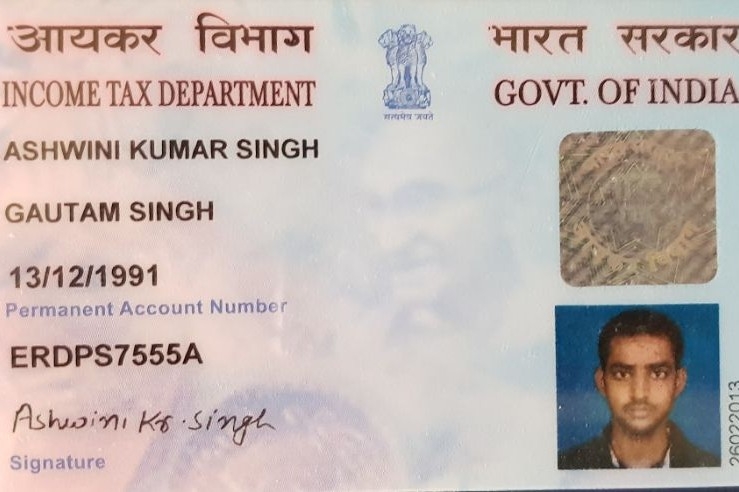 आयकर विभाग
भारत सरकार
INCOME TAX DEPARTMENT
GOVT. OF INDIA
सत्यमेव जयते
ASHWINI KUMAR SINGH
GAUTAM SINGH
13/12/1991
Permanent Account Number
ERDPS7555A
Ashwini Kr. Singh
Signature
26022013